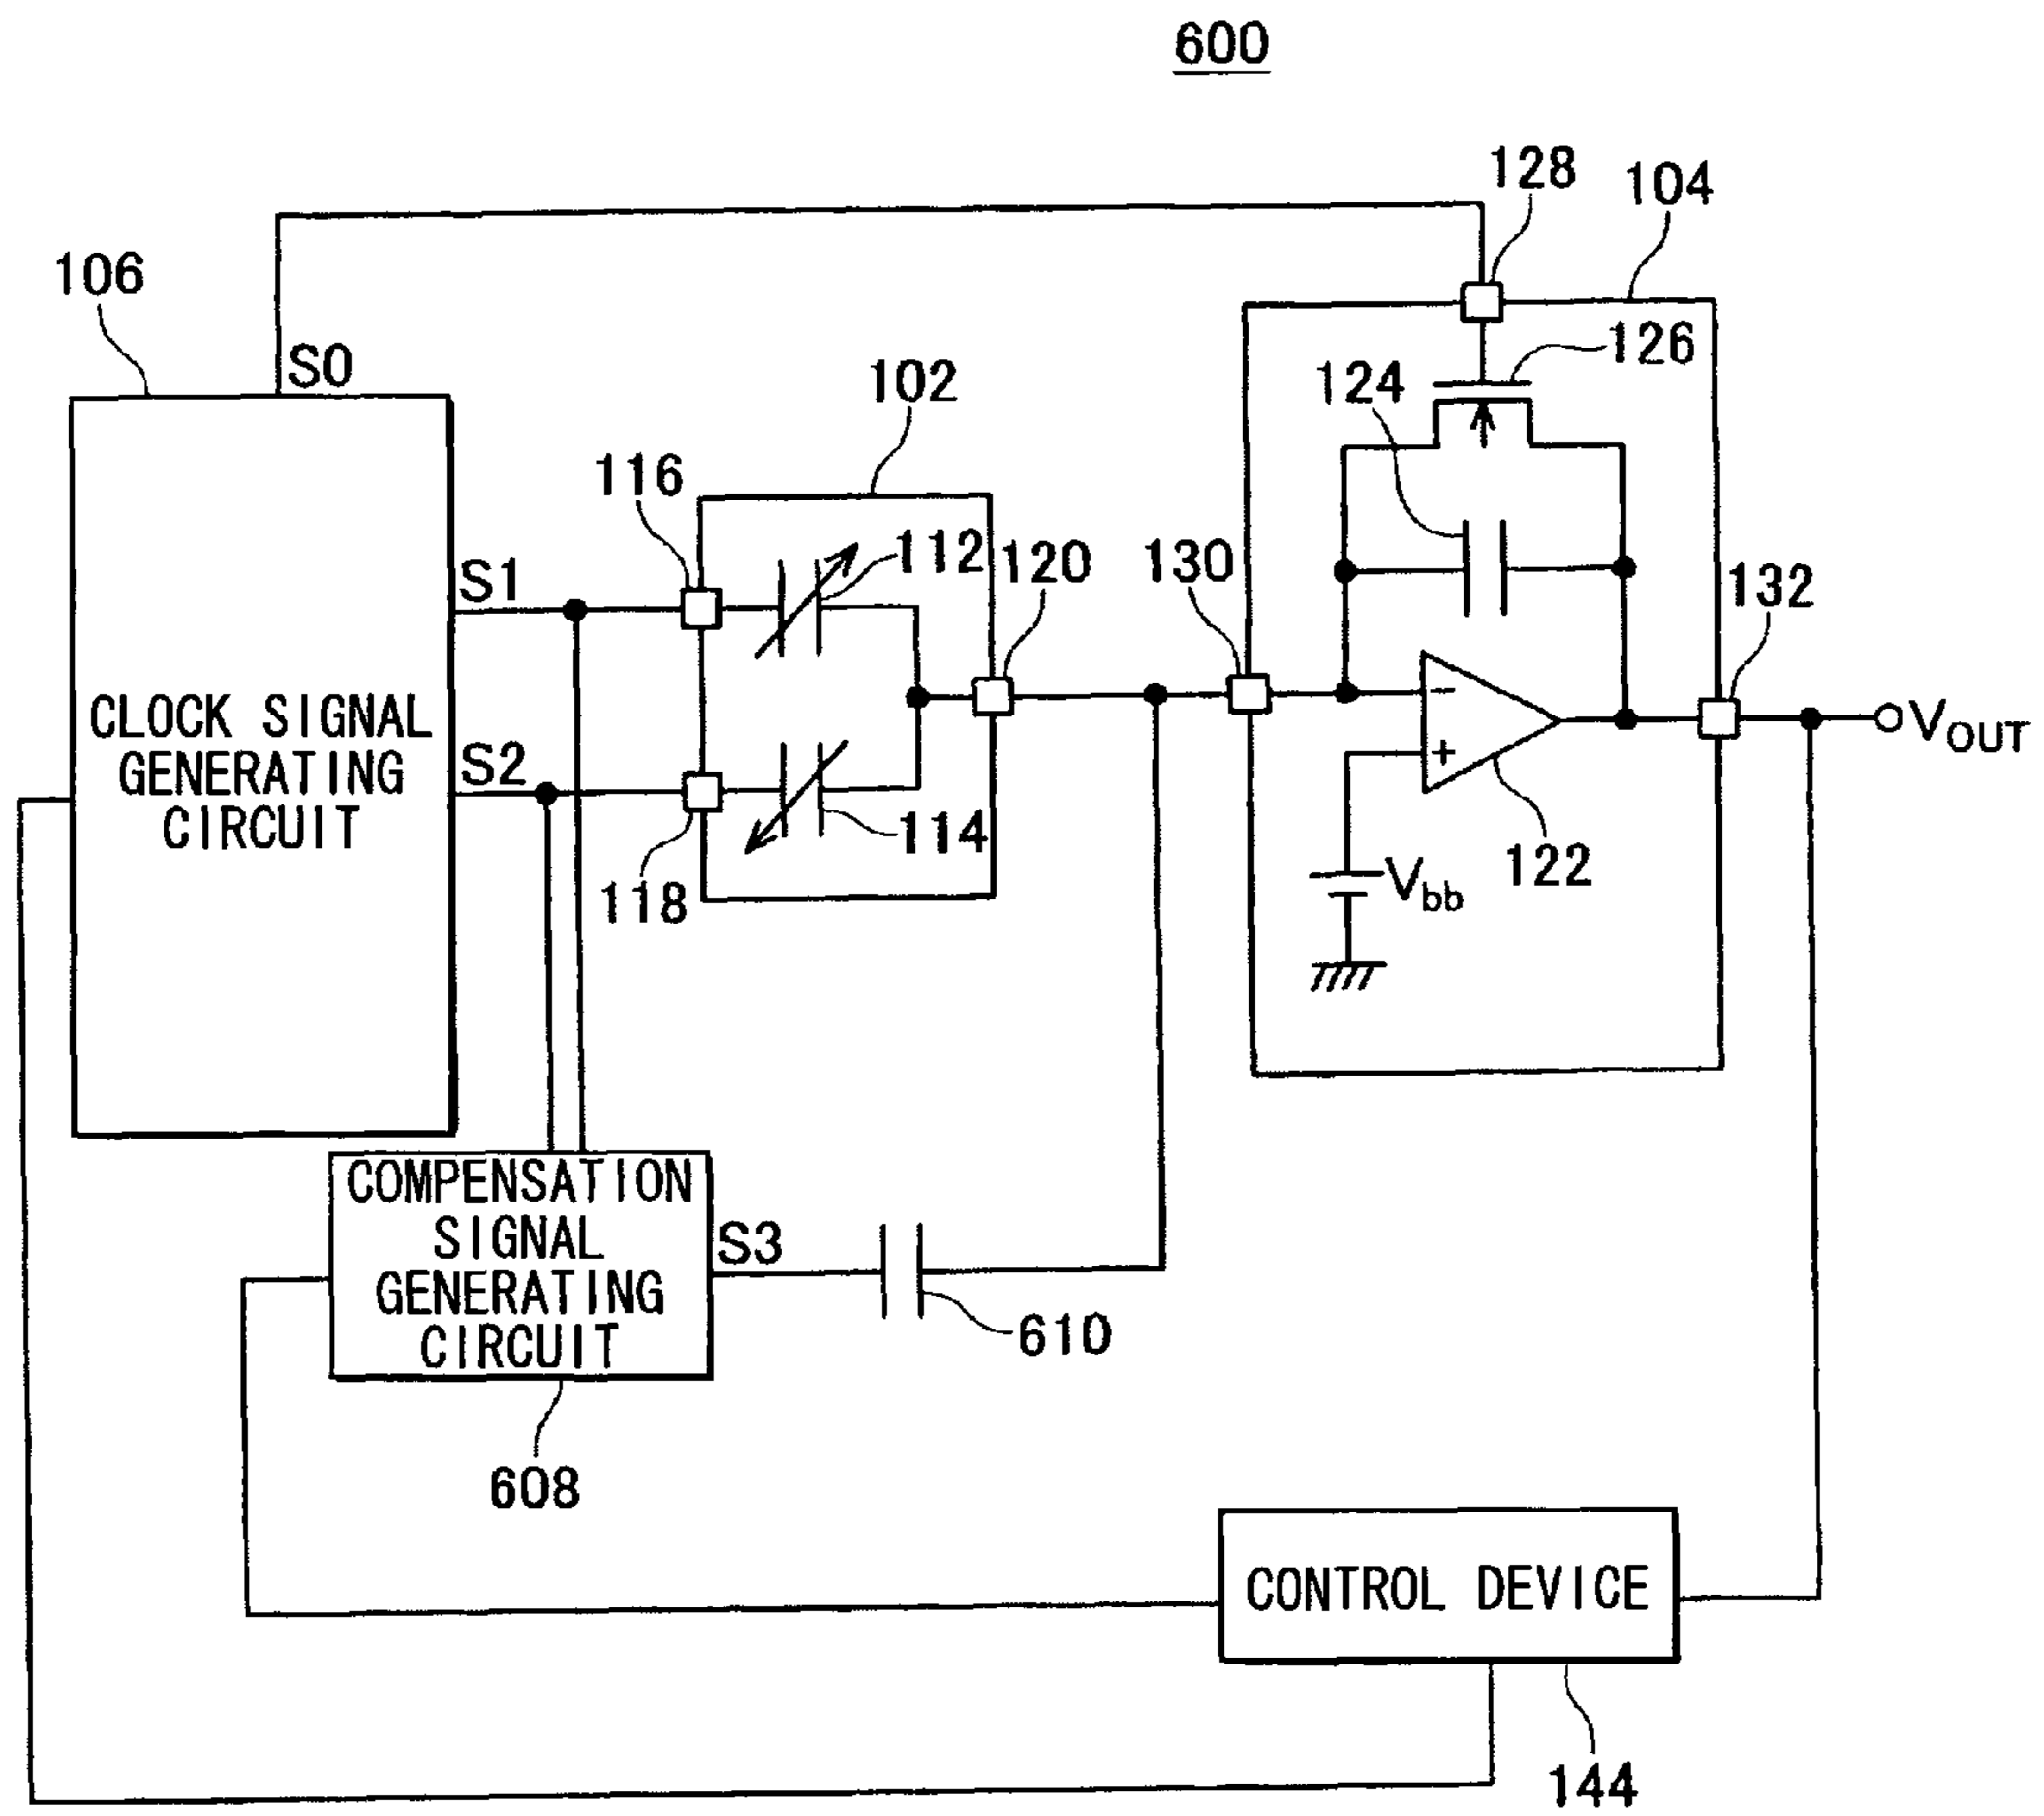 600
128
104
106
126
S0
124
102
116
112
120
130
132
S1
CLOCK SIGNAL
GENERATING
CIRCUIT
S2
−
+
VOUT
114
122
118
Vbb
COMPENSATION
SIGNAL
GENERATING
CIRCUIT
S3
610
608
CONTROL DEVICE
144